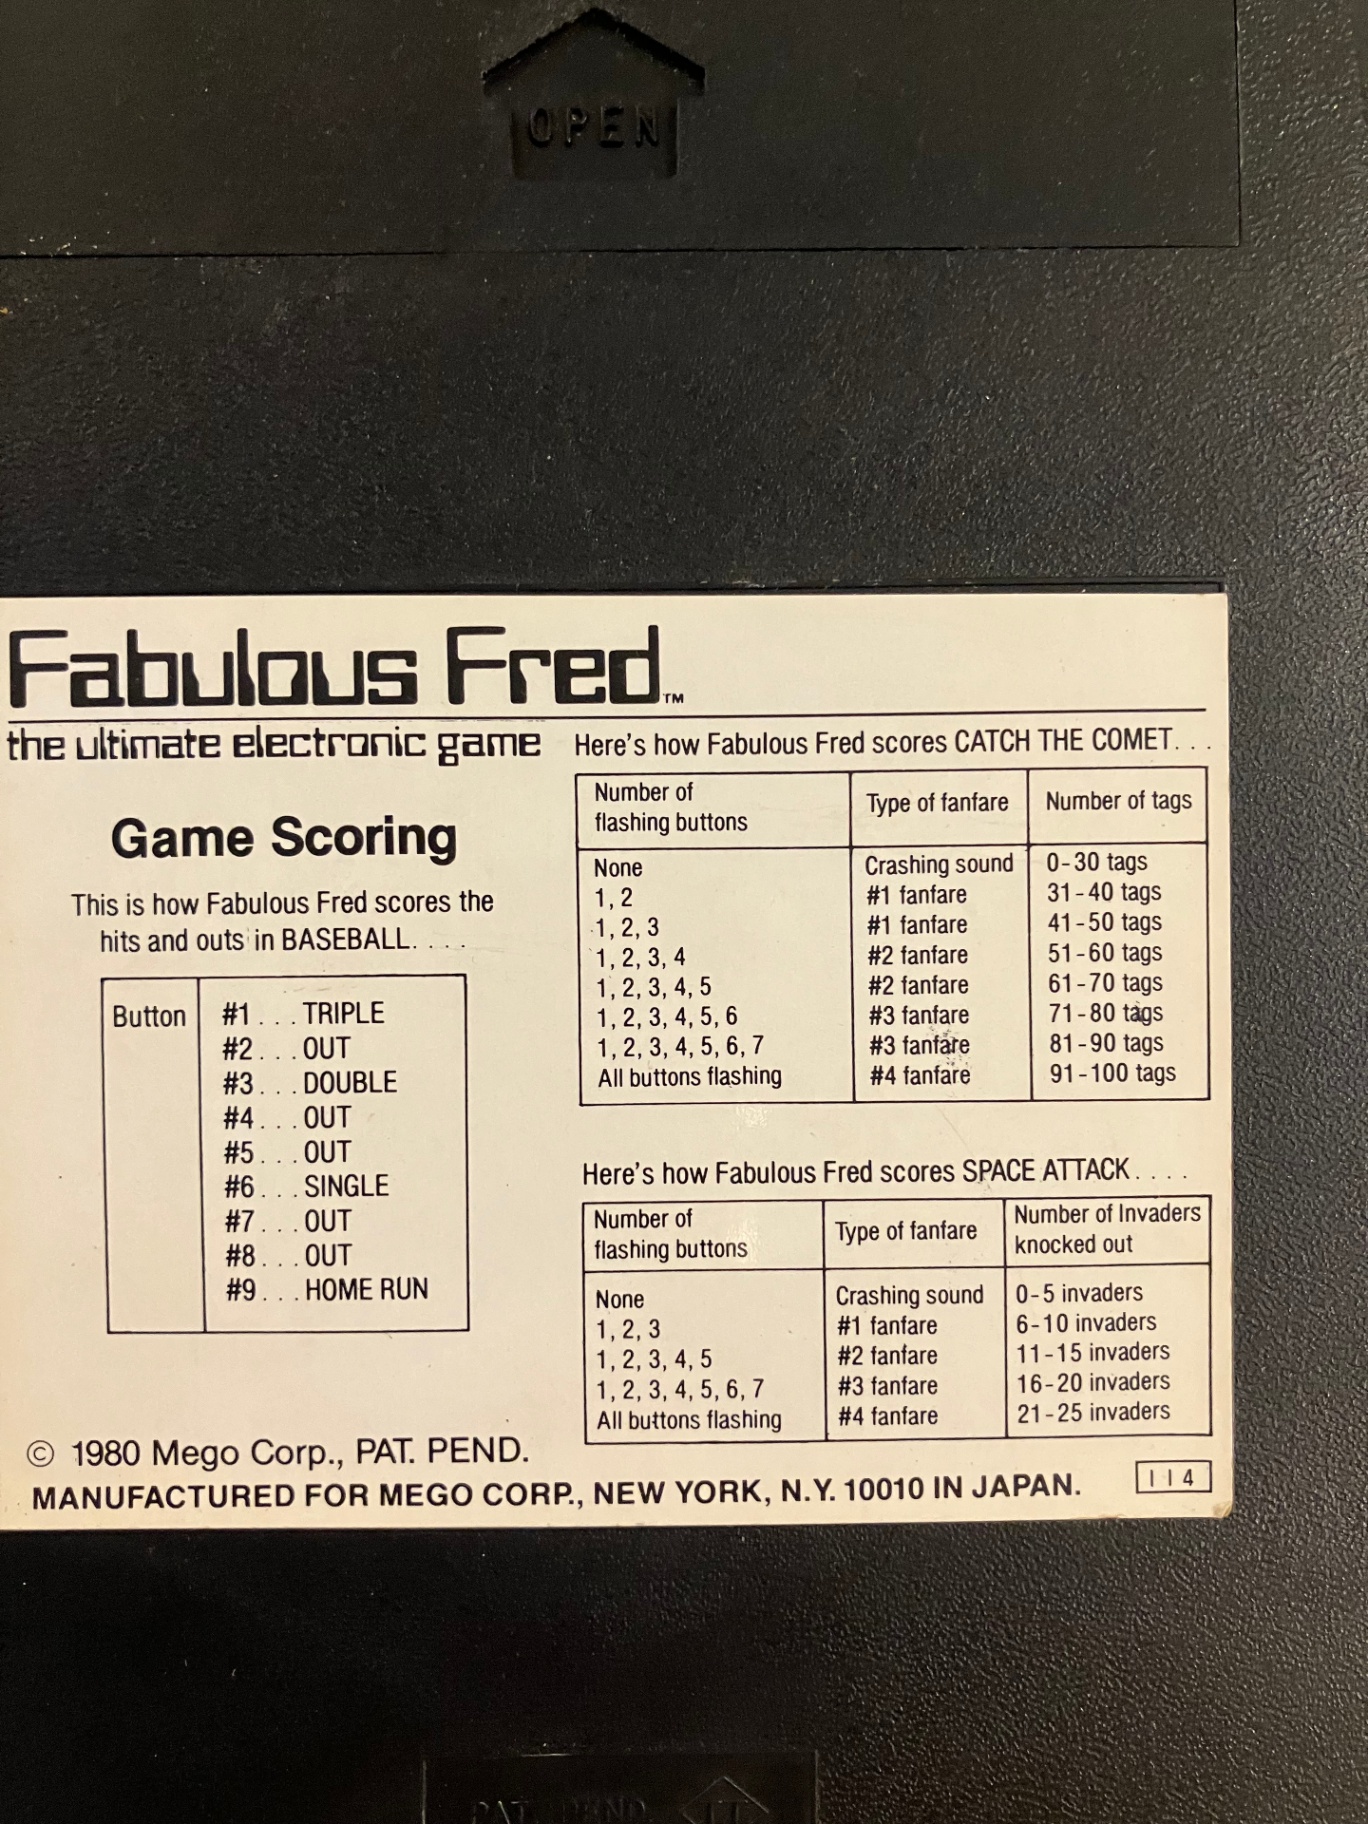 OPEN
Fabulous Fred™
the ultimate electronic game
Game Scoring
This is how Fabulous Fred scores the
hits and outs in BASEBALL. . . .
Button
#1 . . . TRIPLE
#2 . . . OUT
#3 . . . DOUBLE
#4 . . . OUT
#5 . . . OUT
#6 . . . SINGLE
#7 . . . OUT
#8 . . . OUT
#9 . . . HOME RUN
Here's how Fabulous Fred scores CATCH THE COMET. . .
Number of
flashing buttons
Type of fanfare
Number of tags
None Crashing sound 0-30 tags
1, 2 #1 fanfare 31-40 tags
1, 2, 3 #1 fanfare 41-50 tags
1, 2, 3, 4 #2 fanfare 51-60 tags
1, 2, 3, 4, 5 #2 fanfare 61-70 tags
1, 2, 3, 4, 5, 6 #3 fanfare 71-80 tags
1, 2, 3, 4, 5, 6, 7 #3 fanfare 81-90 tags
All buttons flashing #4 fanfare 91-100 tags
Here's how Fabulous Fred scores SPACE ATTACK. . . .
Number of
flashing buttons
Type of fanfare
Number of Invaders
knocked out
None Crashing sound 0-5 invaders
1, 2, 3 #1 fanfare 6-10 invaders
1, 2, 3, 4, 5 #2 fanfare 11-15 invaders
1, 2, 3, 4, 5, 6, 7 #3 fanfare 16-20 invaders
All buttons flashing #4 fanfare 21-25 invaders
© 1980 Mego Corp., PAT. PEND.
MANUFACTURED FOR MEGO CORP., NEW YORK, N.Y. 10010 IN JAPAN.
114
PAT. PEND.